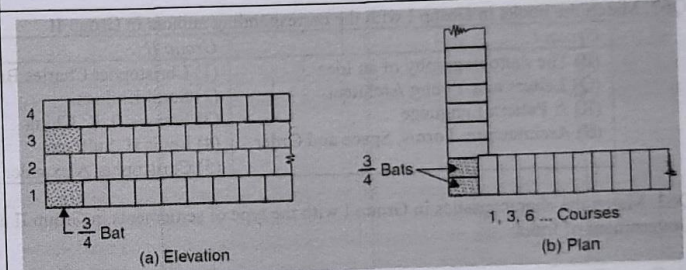 4
3
2
1
3/4 Bat
(a) Elevation
3/4 Bats
1, 3, 6 ... Courses
(b) Plan